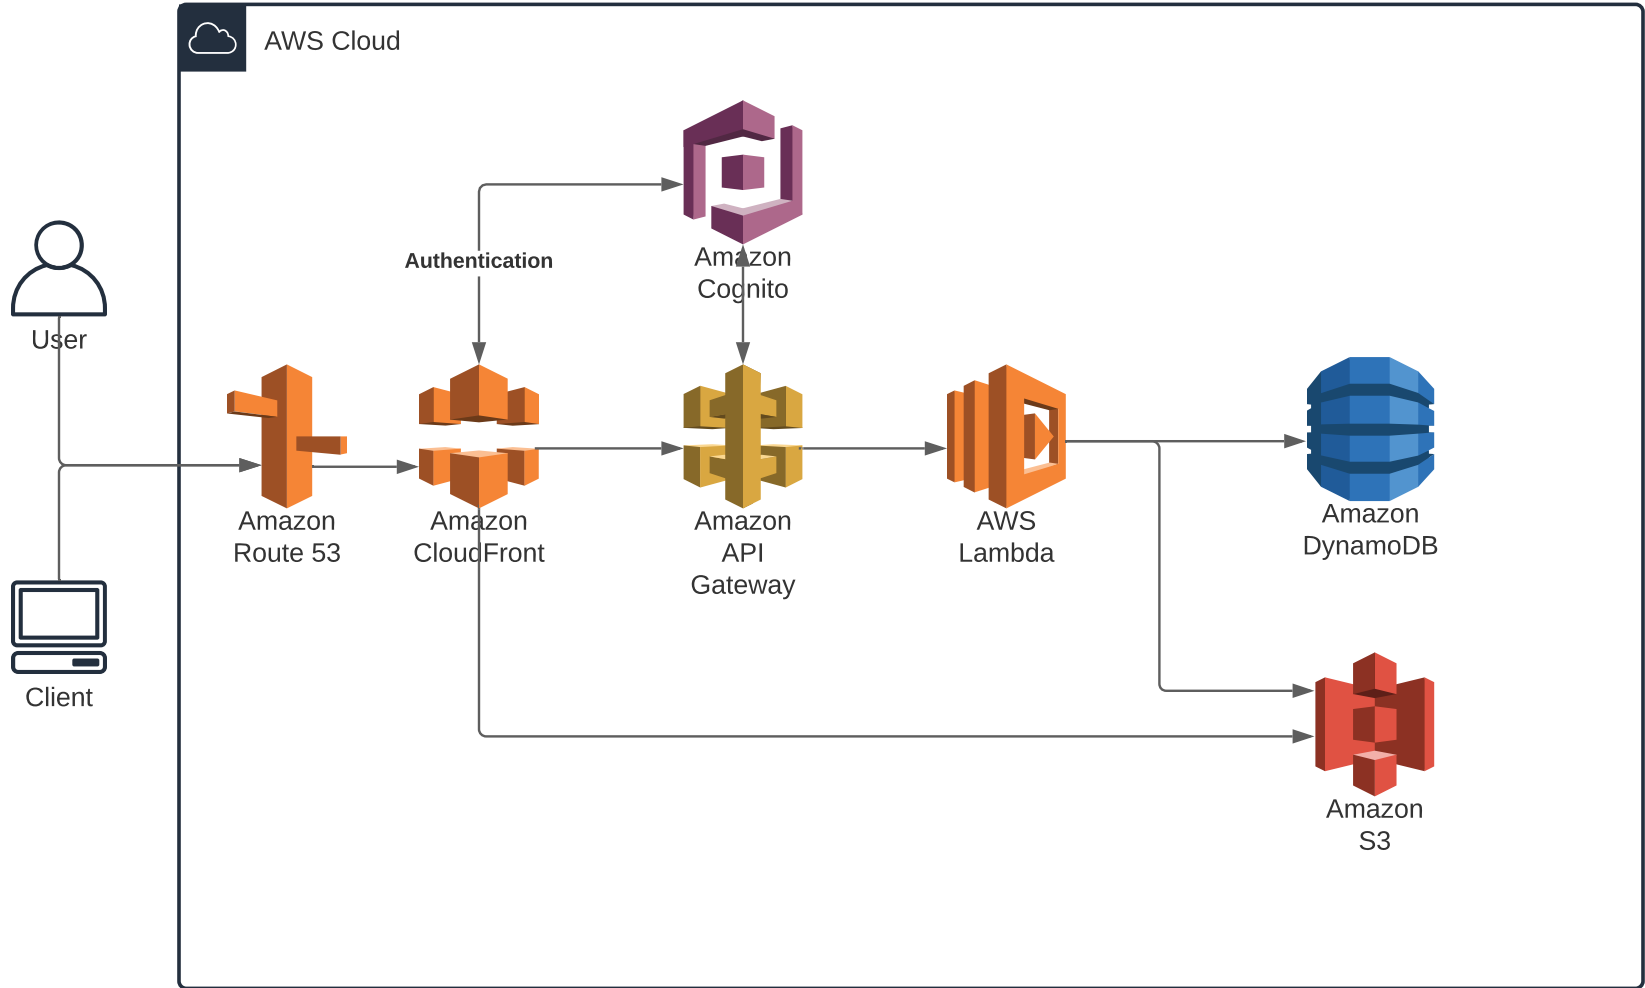 AWS Cloud
Amazon
Cognito
Authentication
User
Amazon
Route 53
Amazon
CloudFront
Amazon
API
Gateway
AWS
Lambda
Amazon
DynamoDB
Client
Amazon
S3